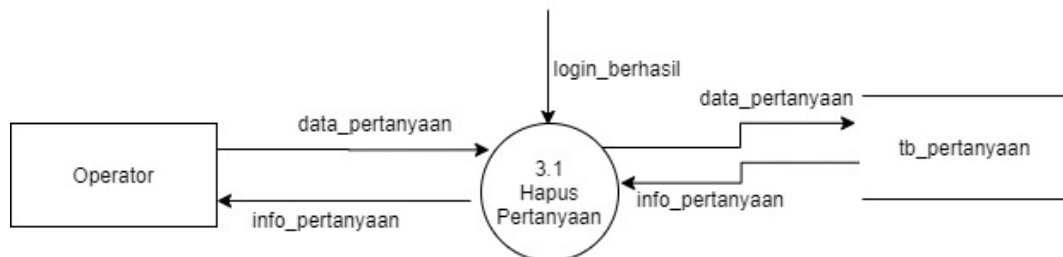 login_berhasil
data_pertanyaan
data_pertanyaan
Operator
3.1
Hapus
Pertanyaan
tb_pertanyaan
info_pertanyaan
info_pertanyaan